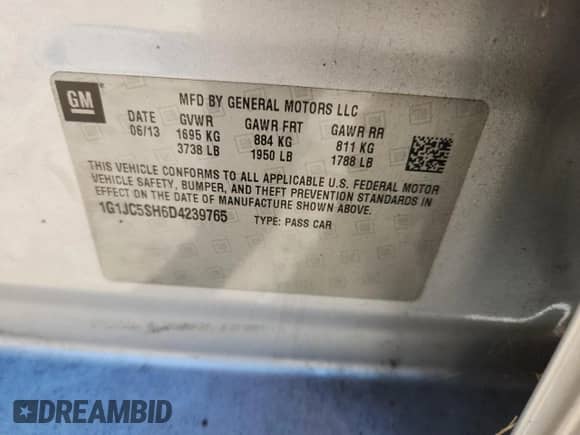 GM
MFD BY GENERAL MOTORS LLC
DATE GVWR GAWR FRT GAWR RR
06/13 1695 KG 884 KG 811 KG
3738 LB 1950 LB 1788 LB
THIS VEHICLE CONFORMS TO ALL APPLICABLE U.S. FEDERAL MOTOR
VEHICLE SAFETY, BUMPER, AND THEFT PREVENTION STANDARDS IN
EFFECT ON THE DATE OF MANUFACTURE SHOWN ABOVE.
1G1JC5SH6D4239765 TYPE: PASS CAR
DREAMBID